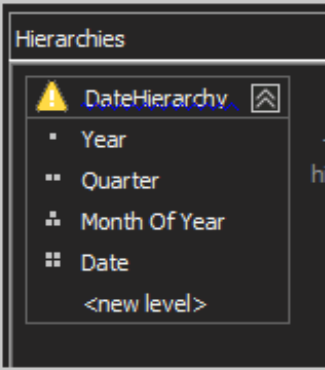 Hierarchies
DateHierarchy
Year
Quarter
Month Of Year
Date
<new level>